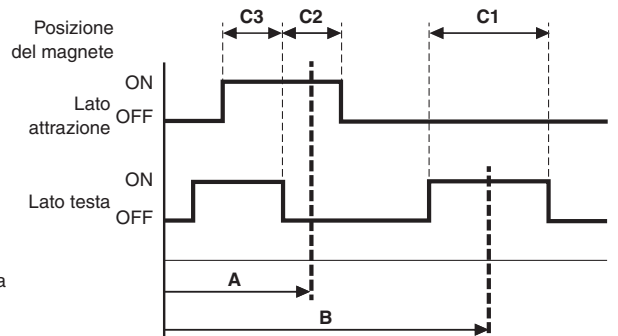 C3 C2 C1
Posizione
del magnete
ON
Lato
attrazione
OFF
ON
Lato testa
OFF
a
A
B